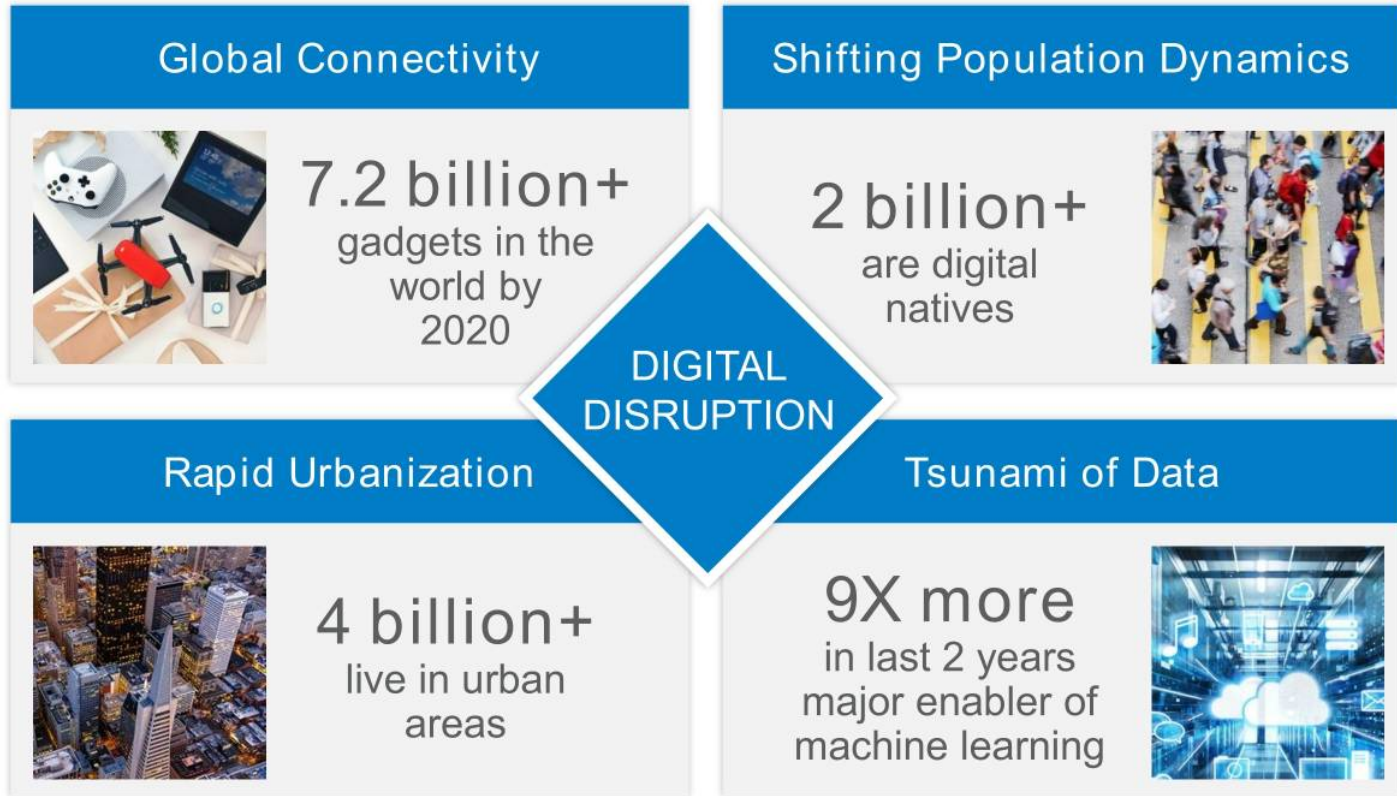 Global Connectivity
7.2 billion+
gadgets in the
world by
2020
Shifting Population Dynamics
2 billion+
are digital
natives
DIGITAL
DISRUPTION
Rapid Urbanization
4 billion+
live in urban
areas
Tsunami of Data
9X more
in last 2 years
major enabler of
machine learning